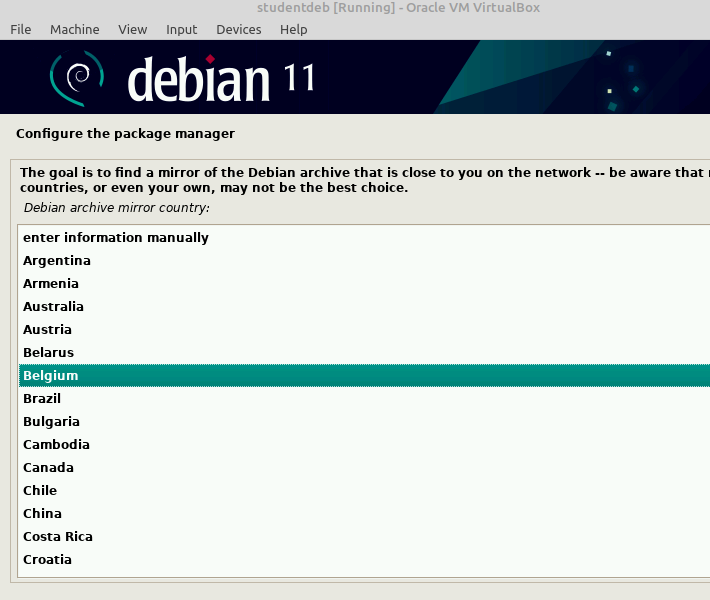 studentdeb [Running] - Oracle VM VirtualBox
File Machine View Input Devices Help
debian 11
Configure the package manager
The goal is to find a mirror of the Debian archive that is close to you on the network -- be aware that
countries, or even your own, may not be the best choice.
Debian archive mirror country:
enter information manually
Argentina
Armenia
Australia
Austria
Belarus
Belgium
Brazil
Bulgaria
Cambodia
Canada
Chile
China
Costa Rica
Croatia